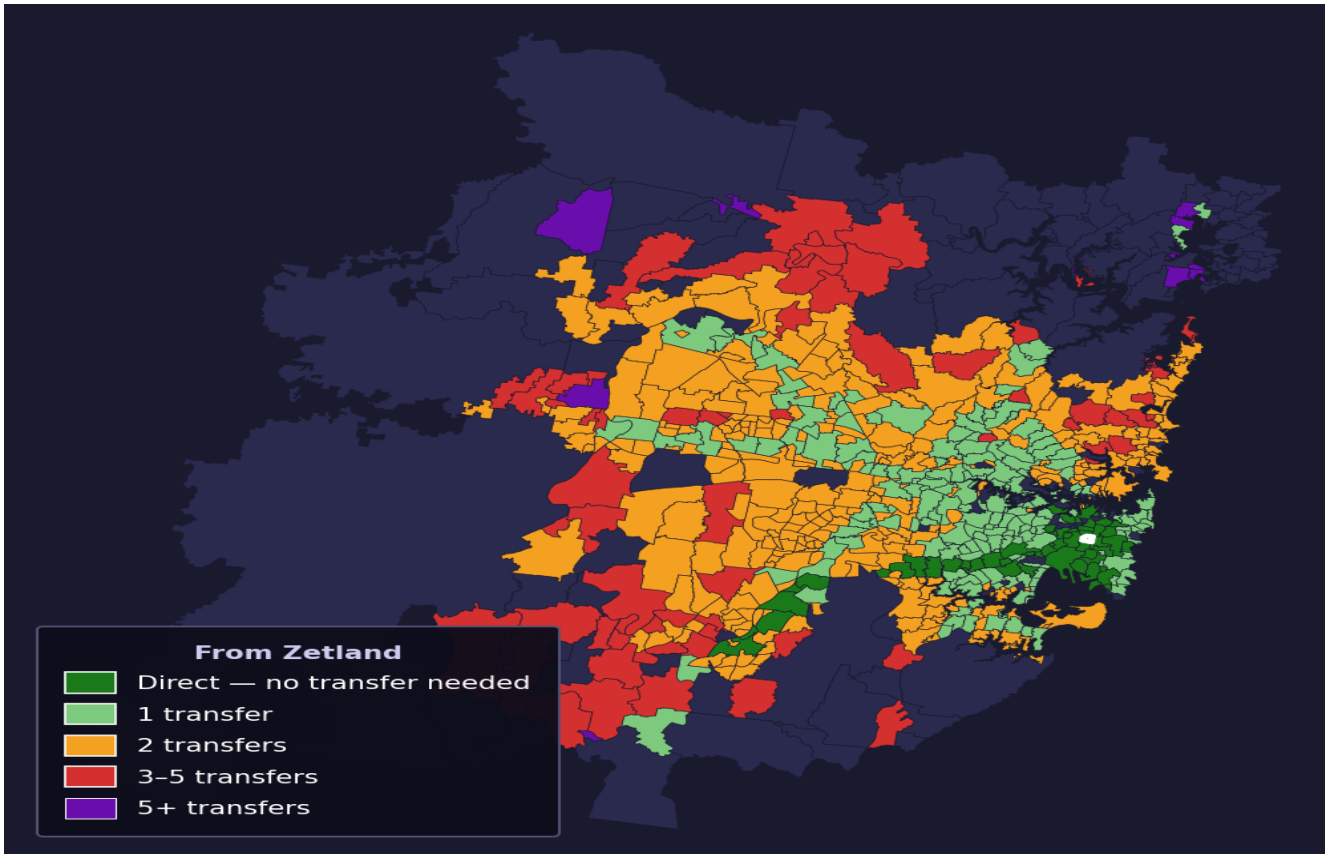 From Zetland
Direct — no transfer needed
1 transfer
2 transfers
3–5 transfers
5+ transfers